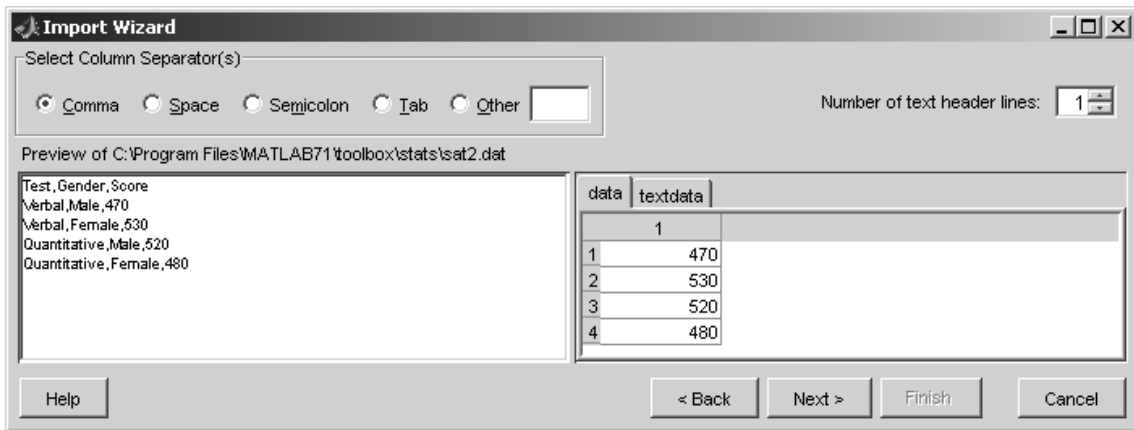 Import Wizard
Select Column Separator(s)
Comma Space Semicolon Tab Other
Number of text header lines: 1
Preview of C:\Program Files\MATLAB71\toolbox\stats\sat2.dat
Test,Gender,Score
Verbal,Male,470
Verbal,Female,530
Quantitative,Male,520
Quantitative,Female,480
data textdata
1
1 470
2 530
3 520
4 480
Help < Back Next > Finish Cancel